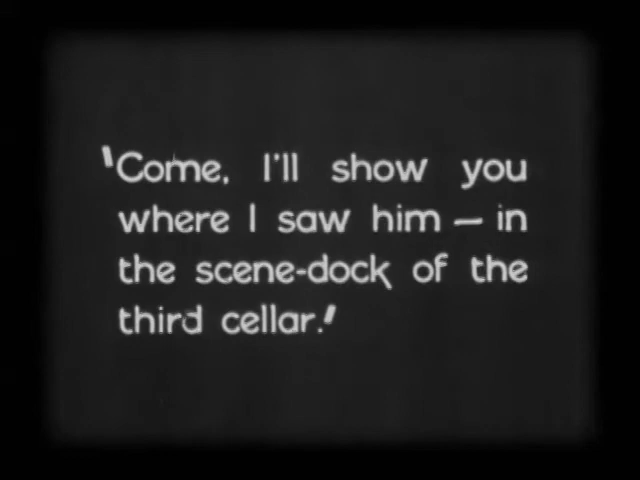 'Come, I'll show you
where I saw him — in
the scene-dock of the
third cellar.'